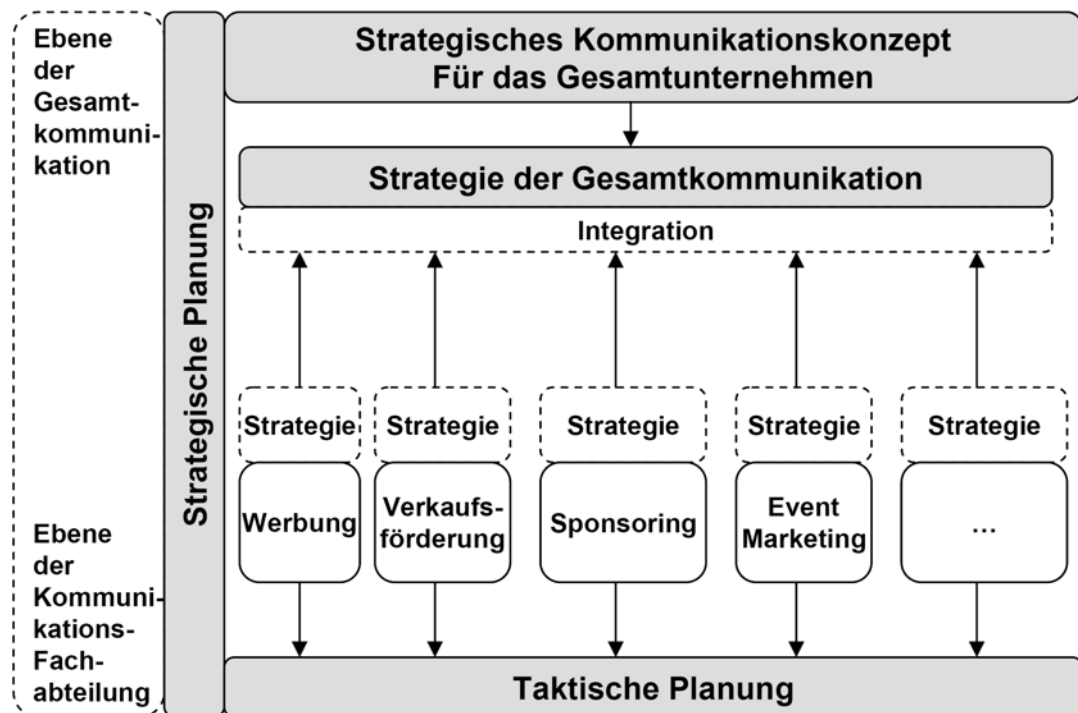 Ebene
der
Gesamt-
kommuni-
kation
Strategische Planung
Strategisches Kommunikationskonzept
Für das Gesamtunternehmen
Strategie der Gesamtkommunikation
Integration
Strategie
Strategie
Strategie
Strategie
Strategie
Werbung
Verkaufs-
förderung
Sponsoring
Event
Marketing
...
Ebene
der
Kommuni-
kations-
Fach-
abteilung
Taktische Planung